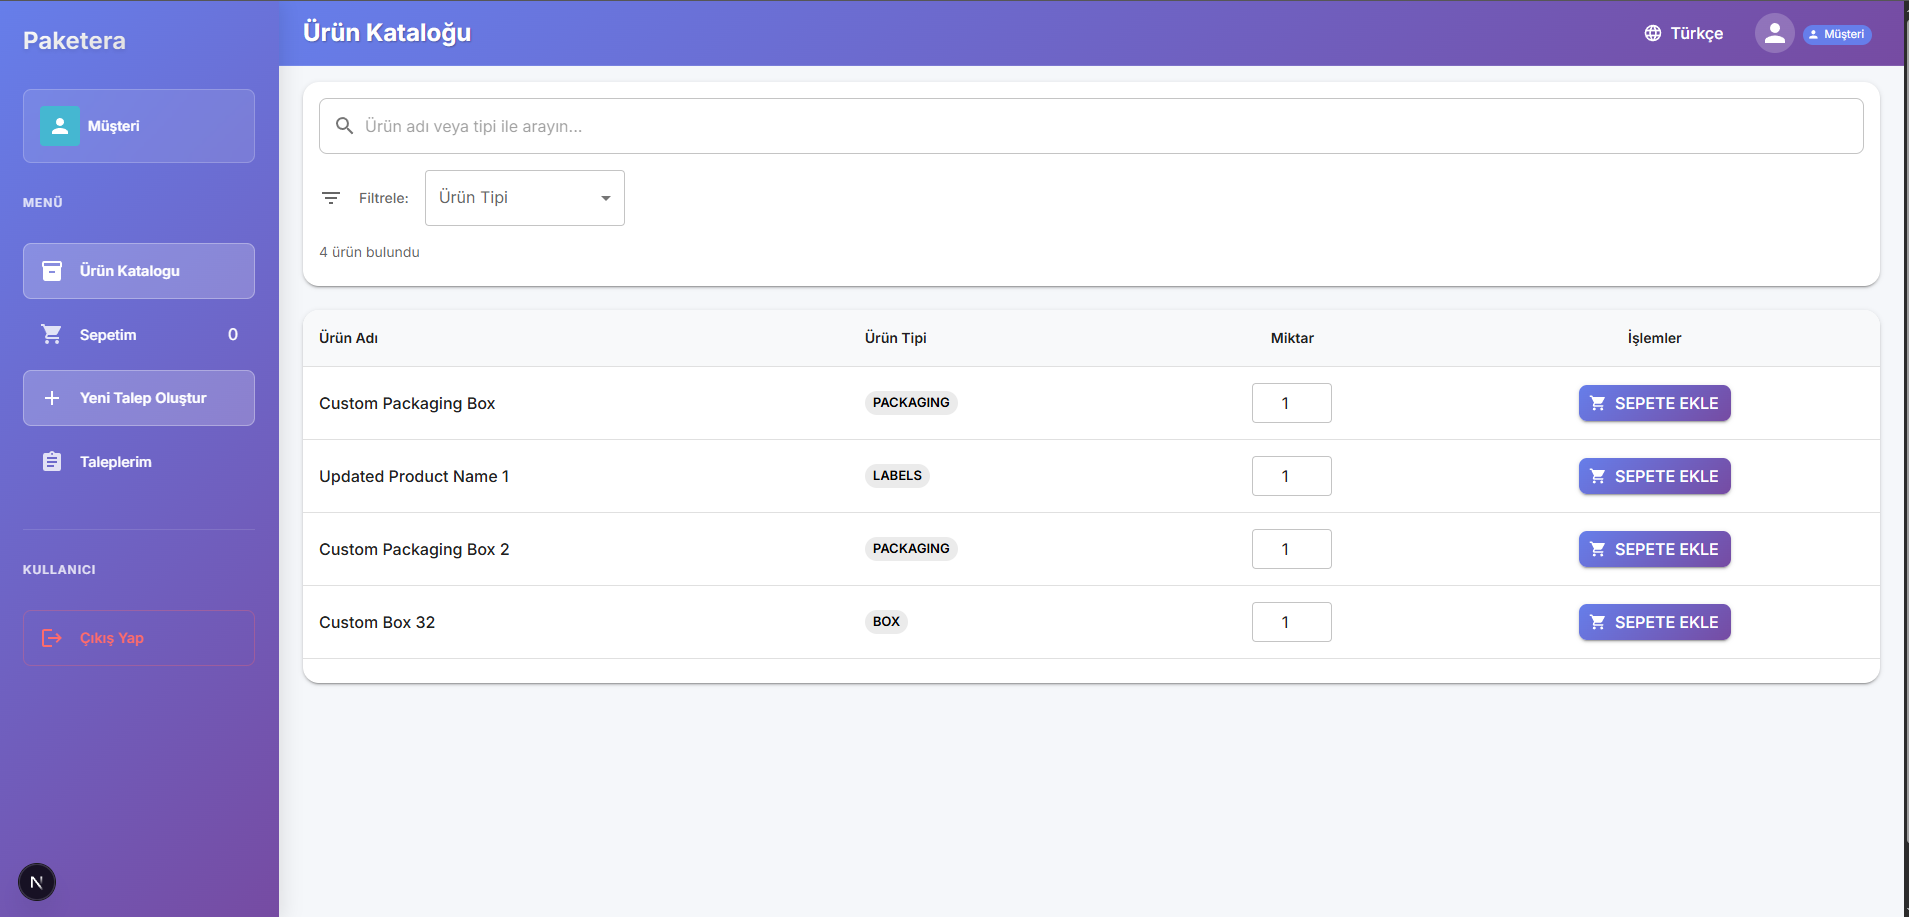 Paketera
Müşteri
MENÜ
Ürün Katalogu
Sepetim 0
Yeni Talep Oluştur
Taleplerim
KULLANICI
Çıkış Yap
N
Ürün Kataloğu
Türkçe
Müşteri
Ürün adı veya tipi ile arayın...
Filtrele:
Ürün Tipi
4 ürün bulundu
Ürün Adı Ürün Tipi Miktar İşlemler
Custom Packaging Box PACKAGING 1 SEPETE EKLE
Updated Product Name 1 LABELS 1 SEPETE EKLE
Custom Packaging Box 2 PACKAGING 1 SEPETE EKLE
Custom Box 32 BOX 1 SEPETE EKLE